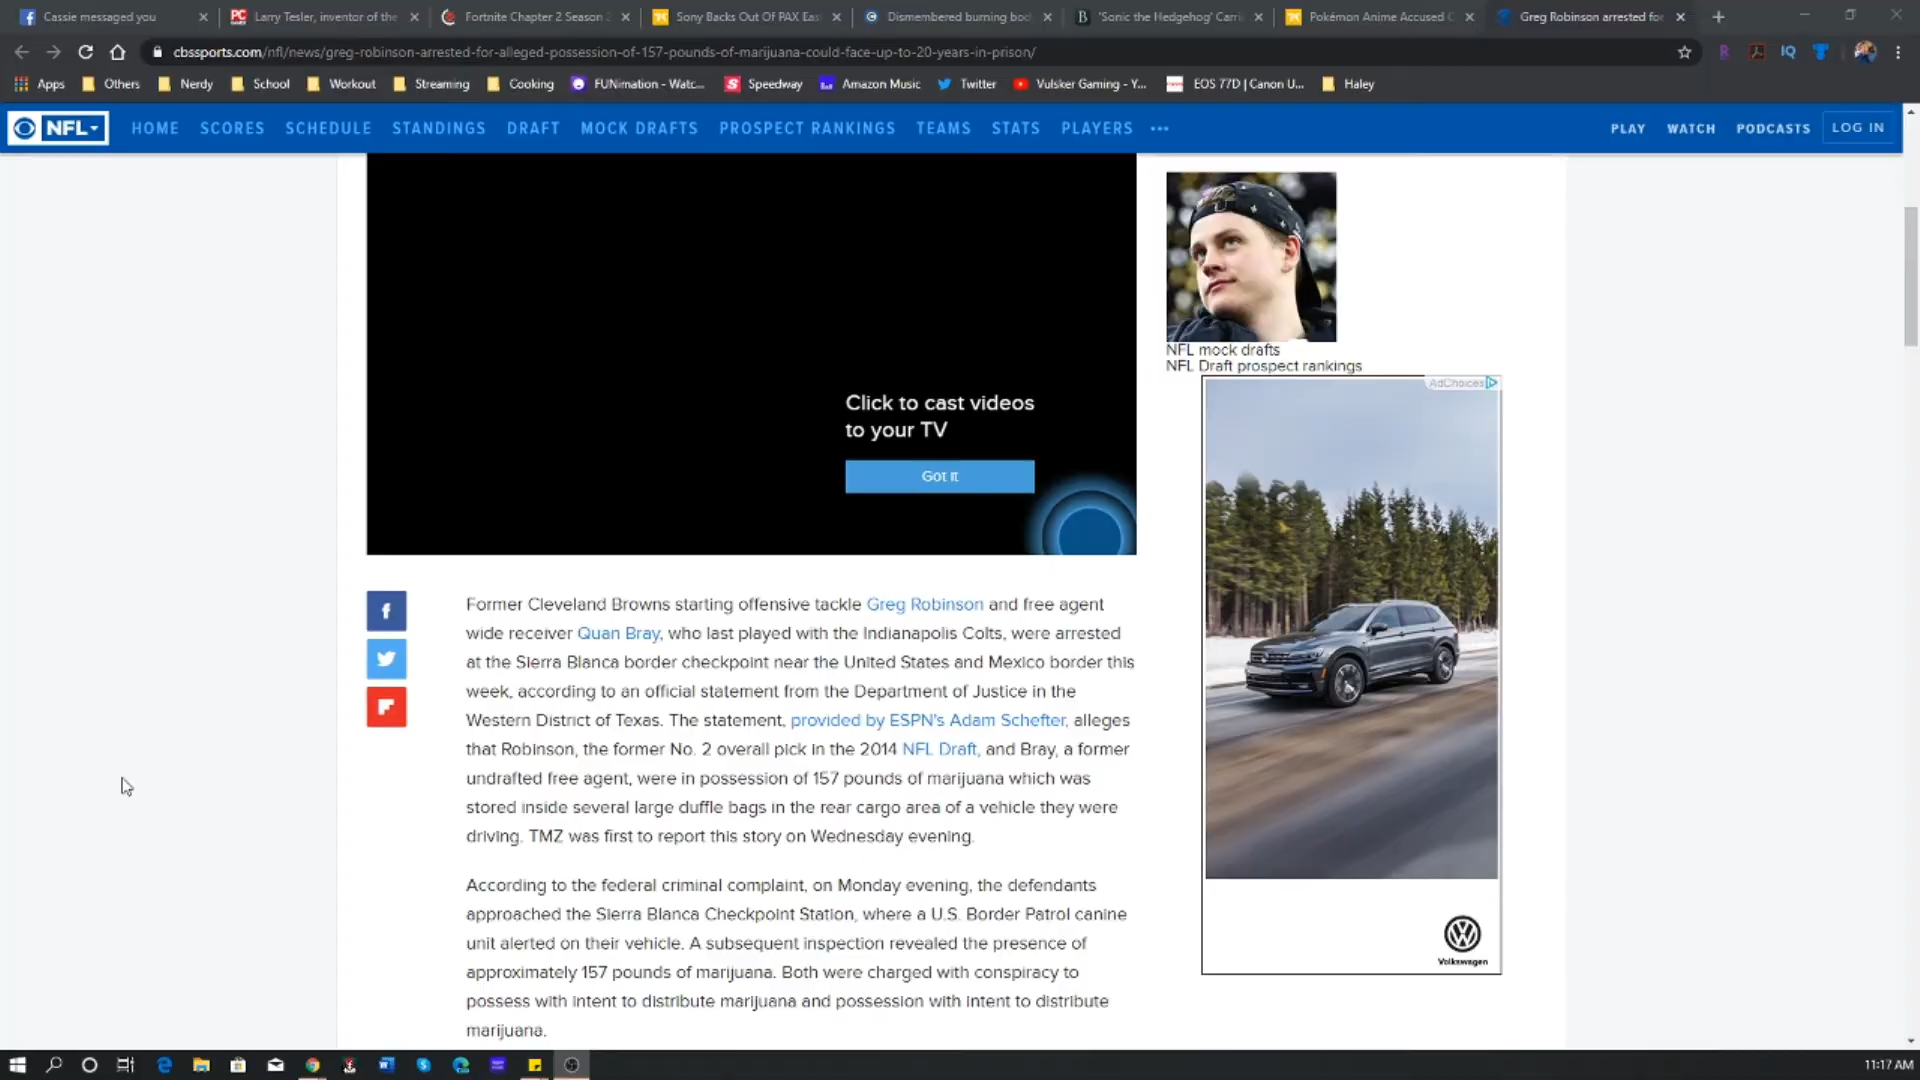 Cassie messaged you
Larry Tesler, inventor of the
Fortnite Chapter 2 Season 2
Sony Backs Out Of PAX Eas
Dismembered burning bod
'Sonic the Hedgehog' Carri
Pokémon Anime Accused O
Greg Robinson arrested for
cbssports.com/nfl/news/greg-robinson-arrested-for-alleged-possession-of-157-pounds-of-marijuana-could-face-up-to-20-years-in-prison/
Apps Others Nerdy School Workout Streaming Cooking FUNimation - Watc... Speedway Amazon Music Twitter Vulsker Gaming - Y... EOS 77D | Canon U... Haley
NFL HOME SCORES SCHEDULE STANDINGS DRAFT MOCK DRAFTS PROSPECT RANKINGS TEAMS STATS PLAYERS ••• PLAY WATCH PODCASTS LOG IN
Click to cast videos
to your TV
Got it
NFL mock drafts
NFL Draft prospect rankings
AdChoices
Former Cleveland Browns starting offensive tackle Greg Robinson and free agent
wide receiver Quan Bray, who last played with the Indianapolis Colts, were arrested
at the Sierra Blanca border checkpoint near the United States and Mexico border this
week, according to an official statement from the Department of Justice in the
Western District of Texas. The statement, provided by ESPN's Adam Schefter, alleges
that Robinson, the former No. 2 overall pick in the 2014 NFL Draft, and Bray, a former
undrafted free agent, were in possession of 157 pounds of marijuana which was
stored inside several large duffle bags in the rear cargo area of a vehicle they were
driving. TMZ was first to report this story on Wednesday evening.
According to the federal criminal complaint, on Monday evening, the defendants
approached the Sierra Blanca Checkpoint Station, where a U.S. Border Patrol canine
unit alerted on their vehicle. A subsequent inspection revealed the presence of
approximately 157 pounds of marijuana. Both were charged with conspiracy to
possess with intent to distribute marijuana and possession with intent to distribute
marijuana.
Volkswagen
11:17 AM